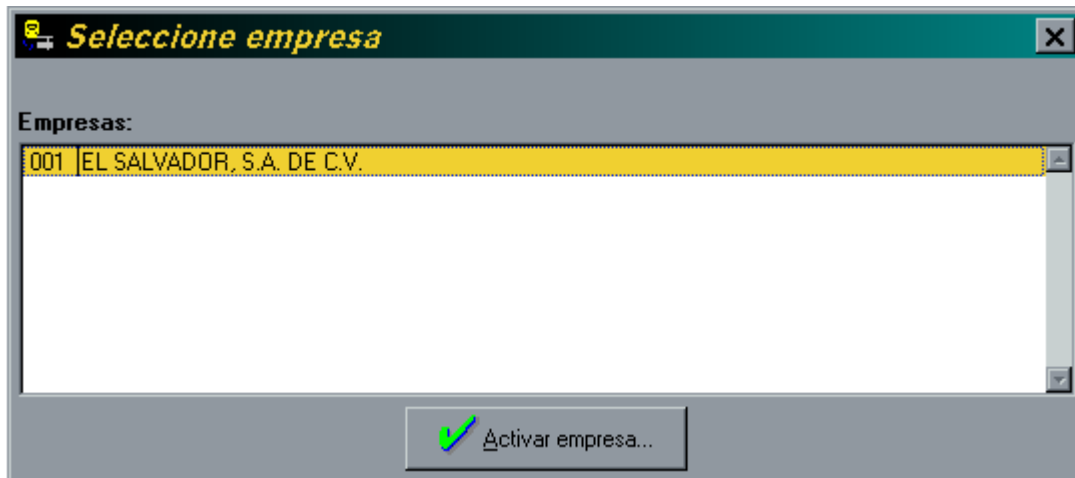 Seleccione empresa
Empresas:
001 EL SALVADOR, S.A. DE C.V.
Activar empresa...